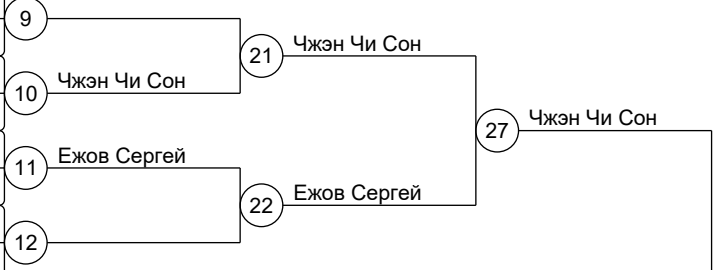 9
Чжэн Чи Сон
21
10
Чжэн Чи Сон
Чжэн Чи Сон
27
Ежов Сергей
11
Ежов Сергей
22
12